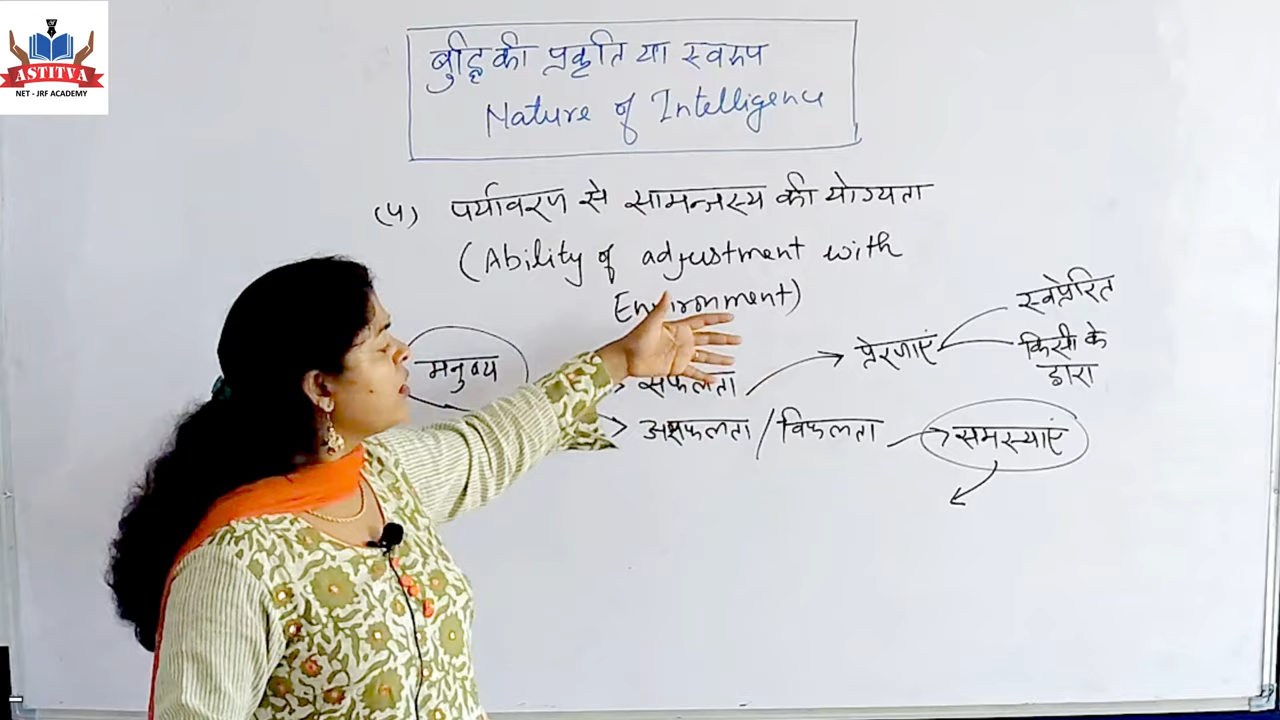 ASTITVA
NET - JRF ACADEMY
बुद्धि की प्रकृति या स्वरूप
Nature of Intelligence
(५) पर्यावरण से सामन्जस्य की योग्यता
(Ability of adjustment with
Environment)
स्वप्रेरित
मनुष्य
सफलता
प्रेरणाएं
किसी के
द्वारा
असफलता / विफलता
समस्याएं